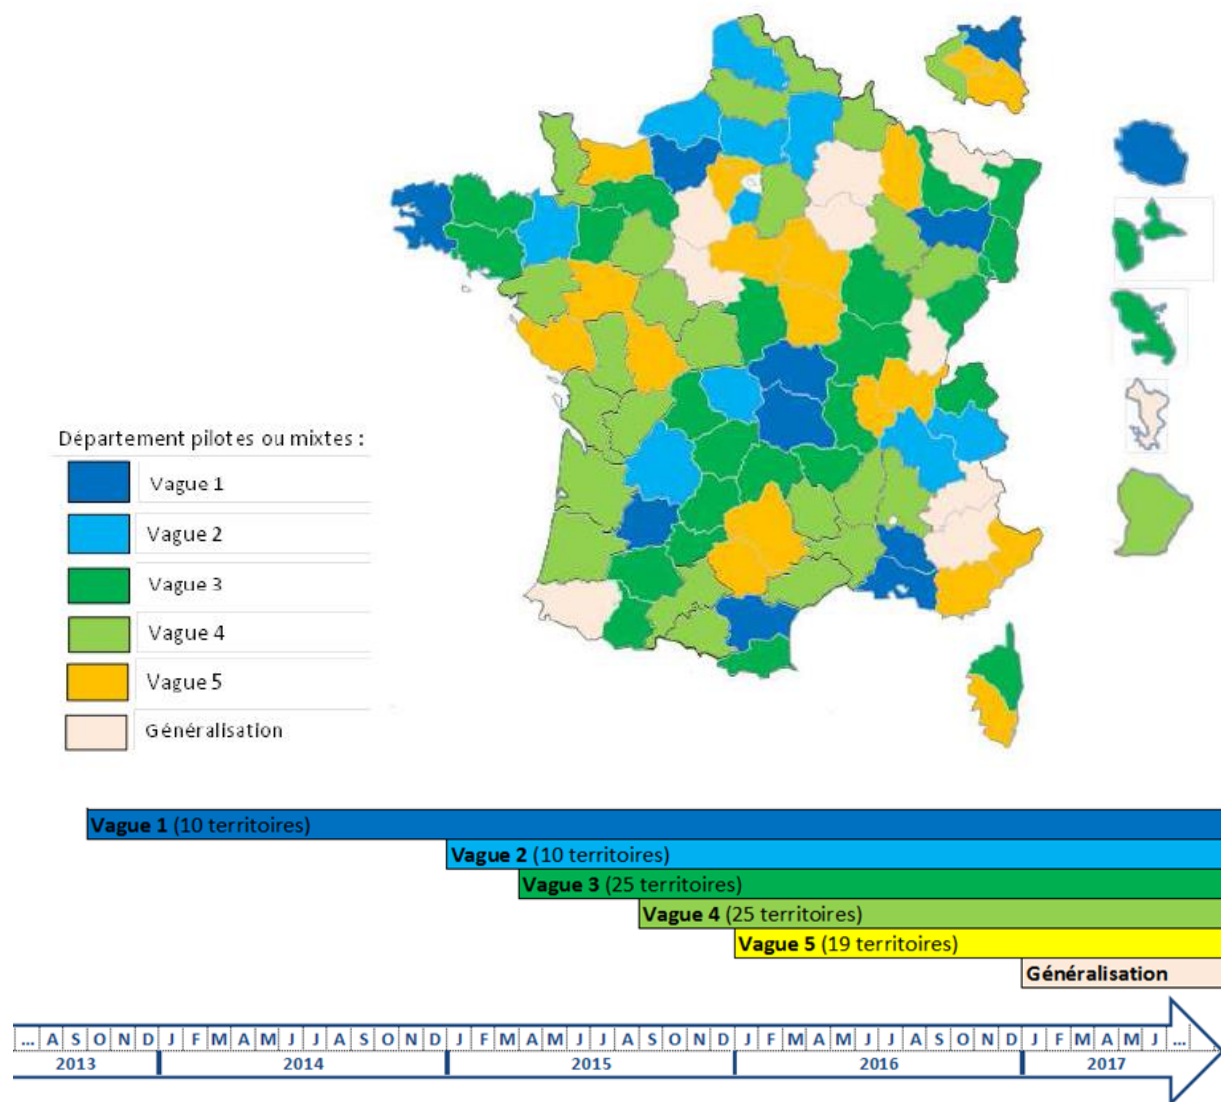 Département pilotes ou mixtes :
Vague 1
Vague 2
Vague 3
Vague 4
Vague 5
Généralisation
Vague 1 (10 territoires)
Vague 2 (10 territoires)
Vague 3 (25 territoires)
Vague 4 (25 territoires)
Vague 5 (19 territoires)
Généralisation
... A S O N D J F M A M J J A S O N D J F M A M J J A S O N D J F M A M J J A S O N D J F M A M J ...
2013 2014 2015 2016 2017